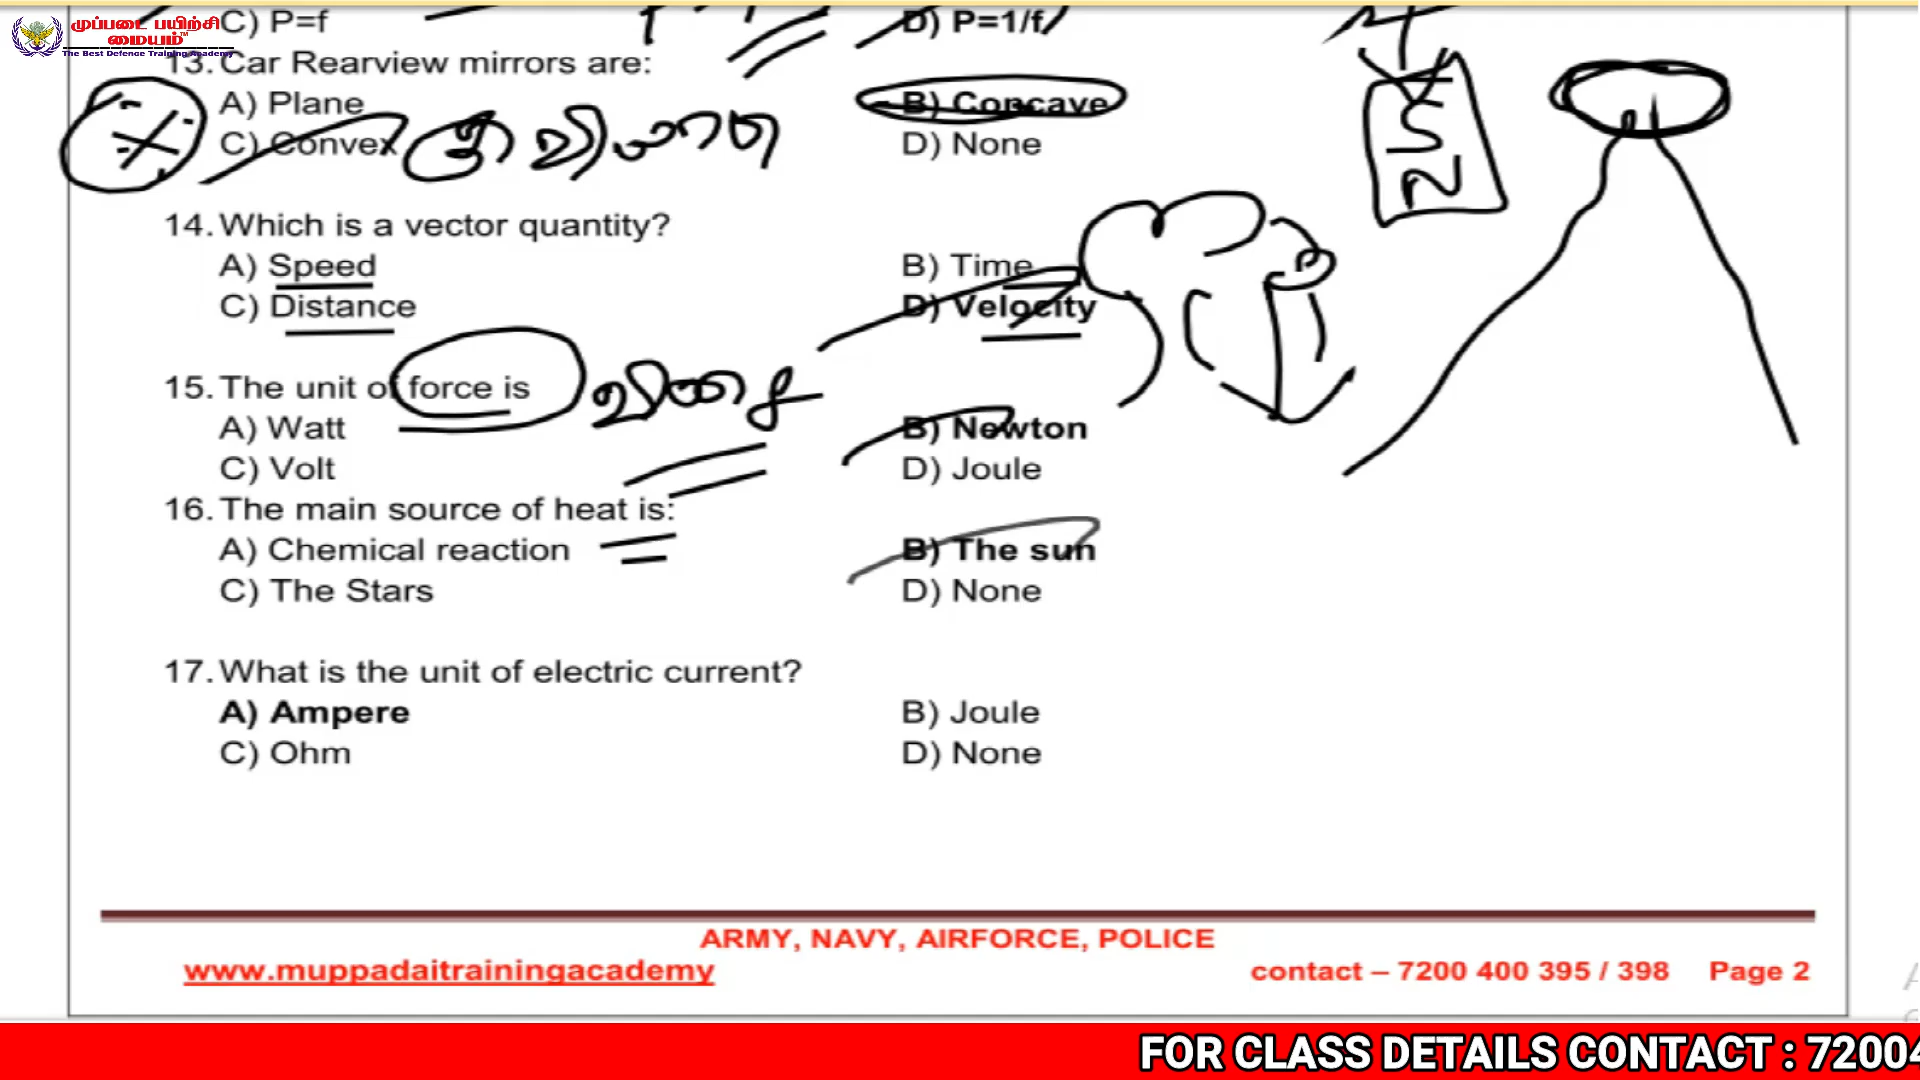 முப்படை பயிற்சி
மையம்
The Best Defence Training Academy
C) P=f D) P=1/f
13. Car Rearview mirrors are:
A) Plane B) Concave
C) Convex D) None
14. Which is a vector quantity?
A) Speed B) Time
C) Distance D) Velocity
15. The unit of force is விசை
A) Watt B) Newton
C) Volt D) Joule
16. The main source of heat is:
A) Chemical reaction B) The sun
C) The Stars D) None
17. What is the unit of electric current?
A) Ampere B) Joule
C) Ohm D) None
S
N
ARMY, NAVY, AIRFORCE, POLICE
www.muppadaitrainingacademy contact – 7200 400 395 / 398 Page 2
FOR CLASS DETAILS CONTACT : 72004